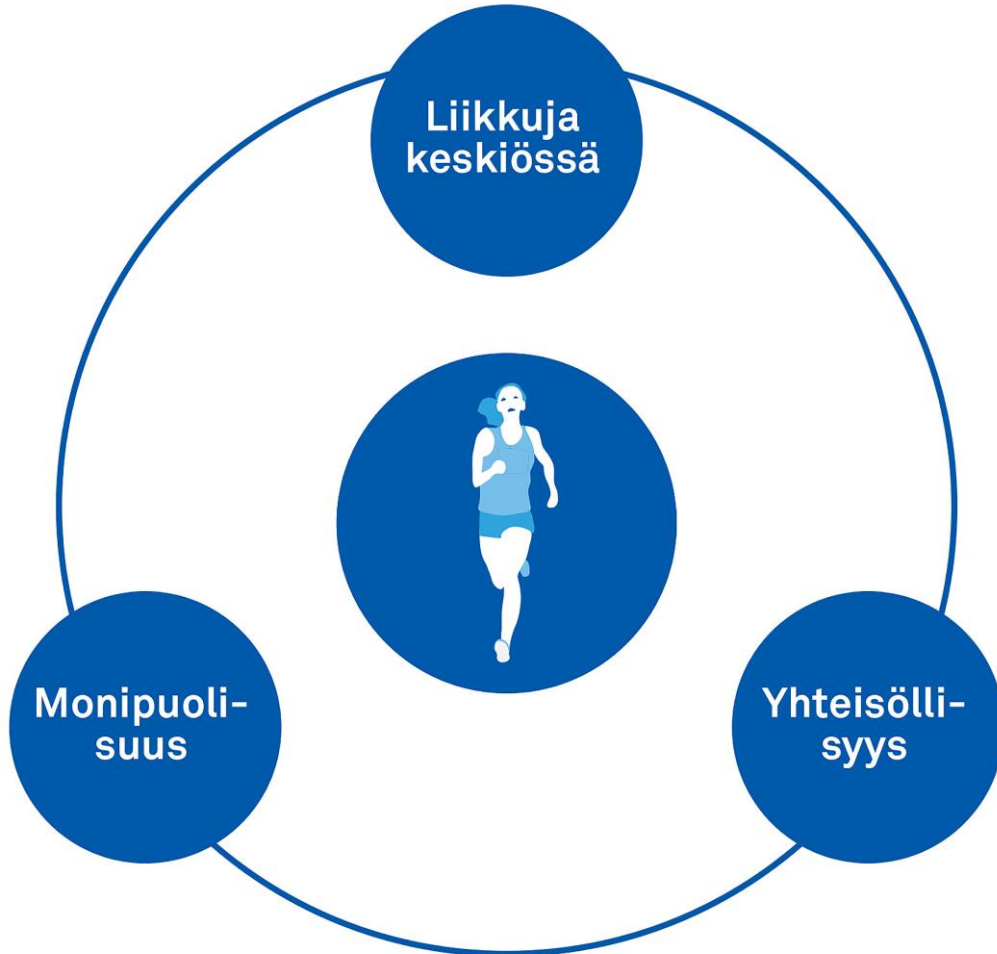 Liikkuja
keskiössä
Monipuoli-
suus
Yhteisölli-
syys